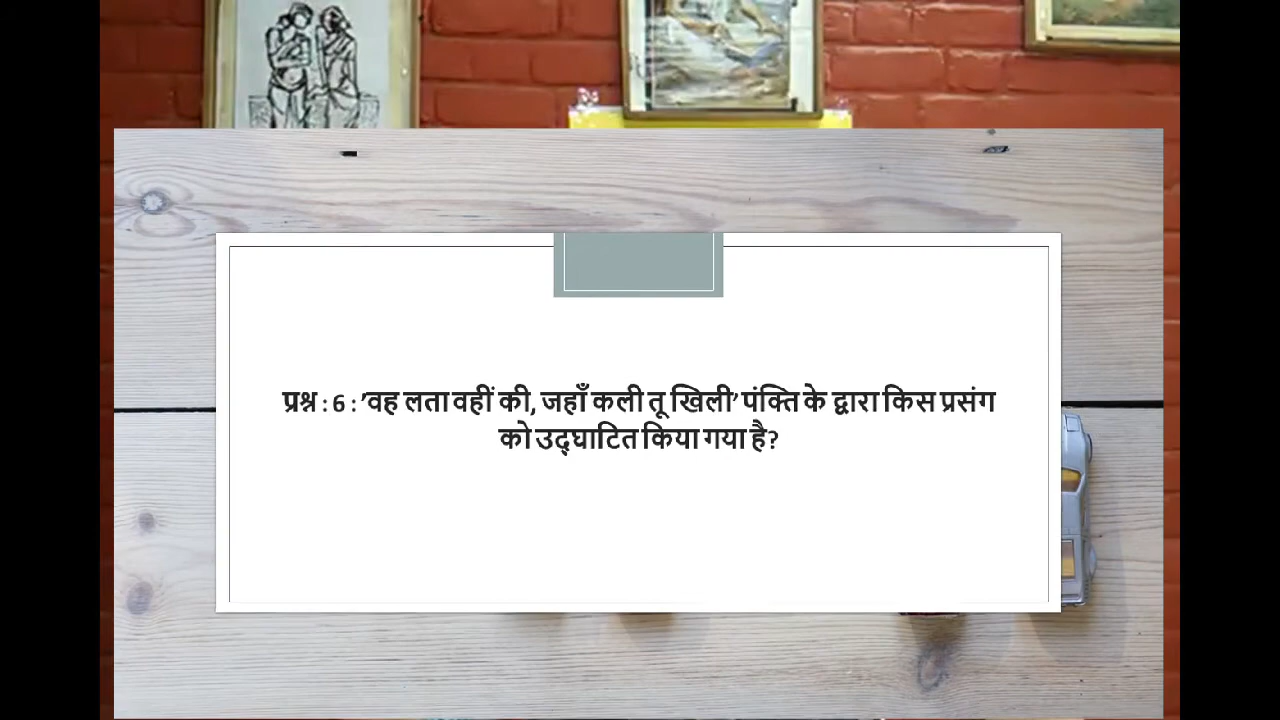 प्रश्न : 6 : ’वह लता वहीं की, जहाँ कली तू खिली’ पंक्ति के द्वारा किस प्रसंग
को उद्घाटित किया गया है?